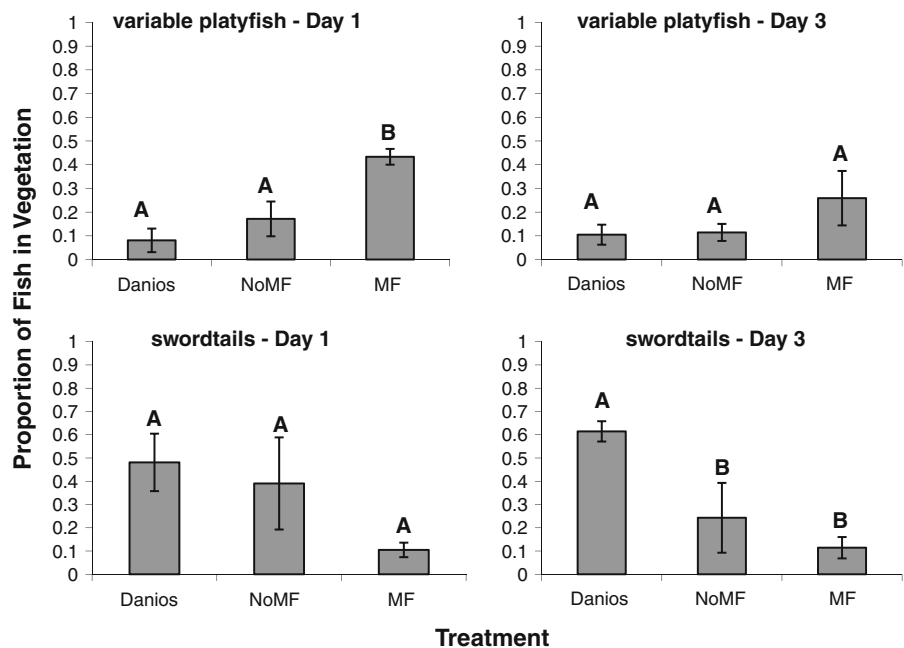 variable platyfish - Day 1
1
0.9
0.8
0.7
0.6
0.5
0.4
0.3
0.2
0.1
0
A
A
B
Danios NoMF MF
variable platyfish - Day 3
1
0.9
0.8
0.7
0.6
0.5
0.4
0.3
0.2
0.1
0
A
A
A
Danios NoMF MF
Proportion of Fish in Vegetation
swordtails - Day 1
1
0.9
0.8
0.7
0.6
0.5
0.4
0.3
0.2
0.1
0
A
A
A
Danios NoMF MF
swordtails - Day 3
1
0.9
0.8
0.7
0.6
0.5
0.4
0.3
0.2
0.1
0
A
B
B
Danios NoMF MF
Treatment